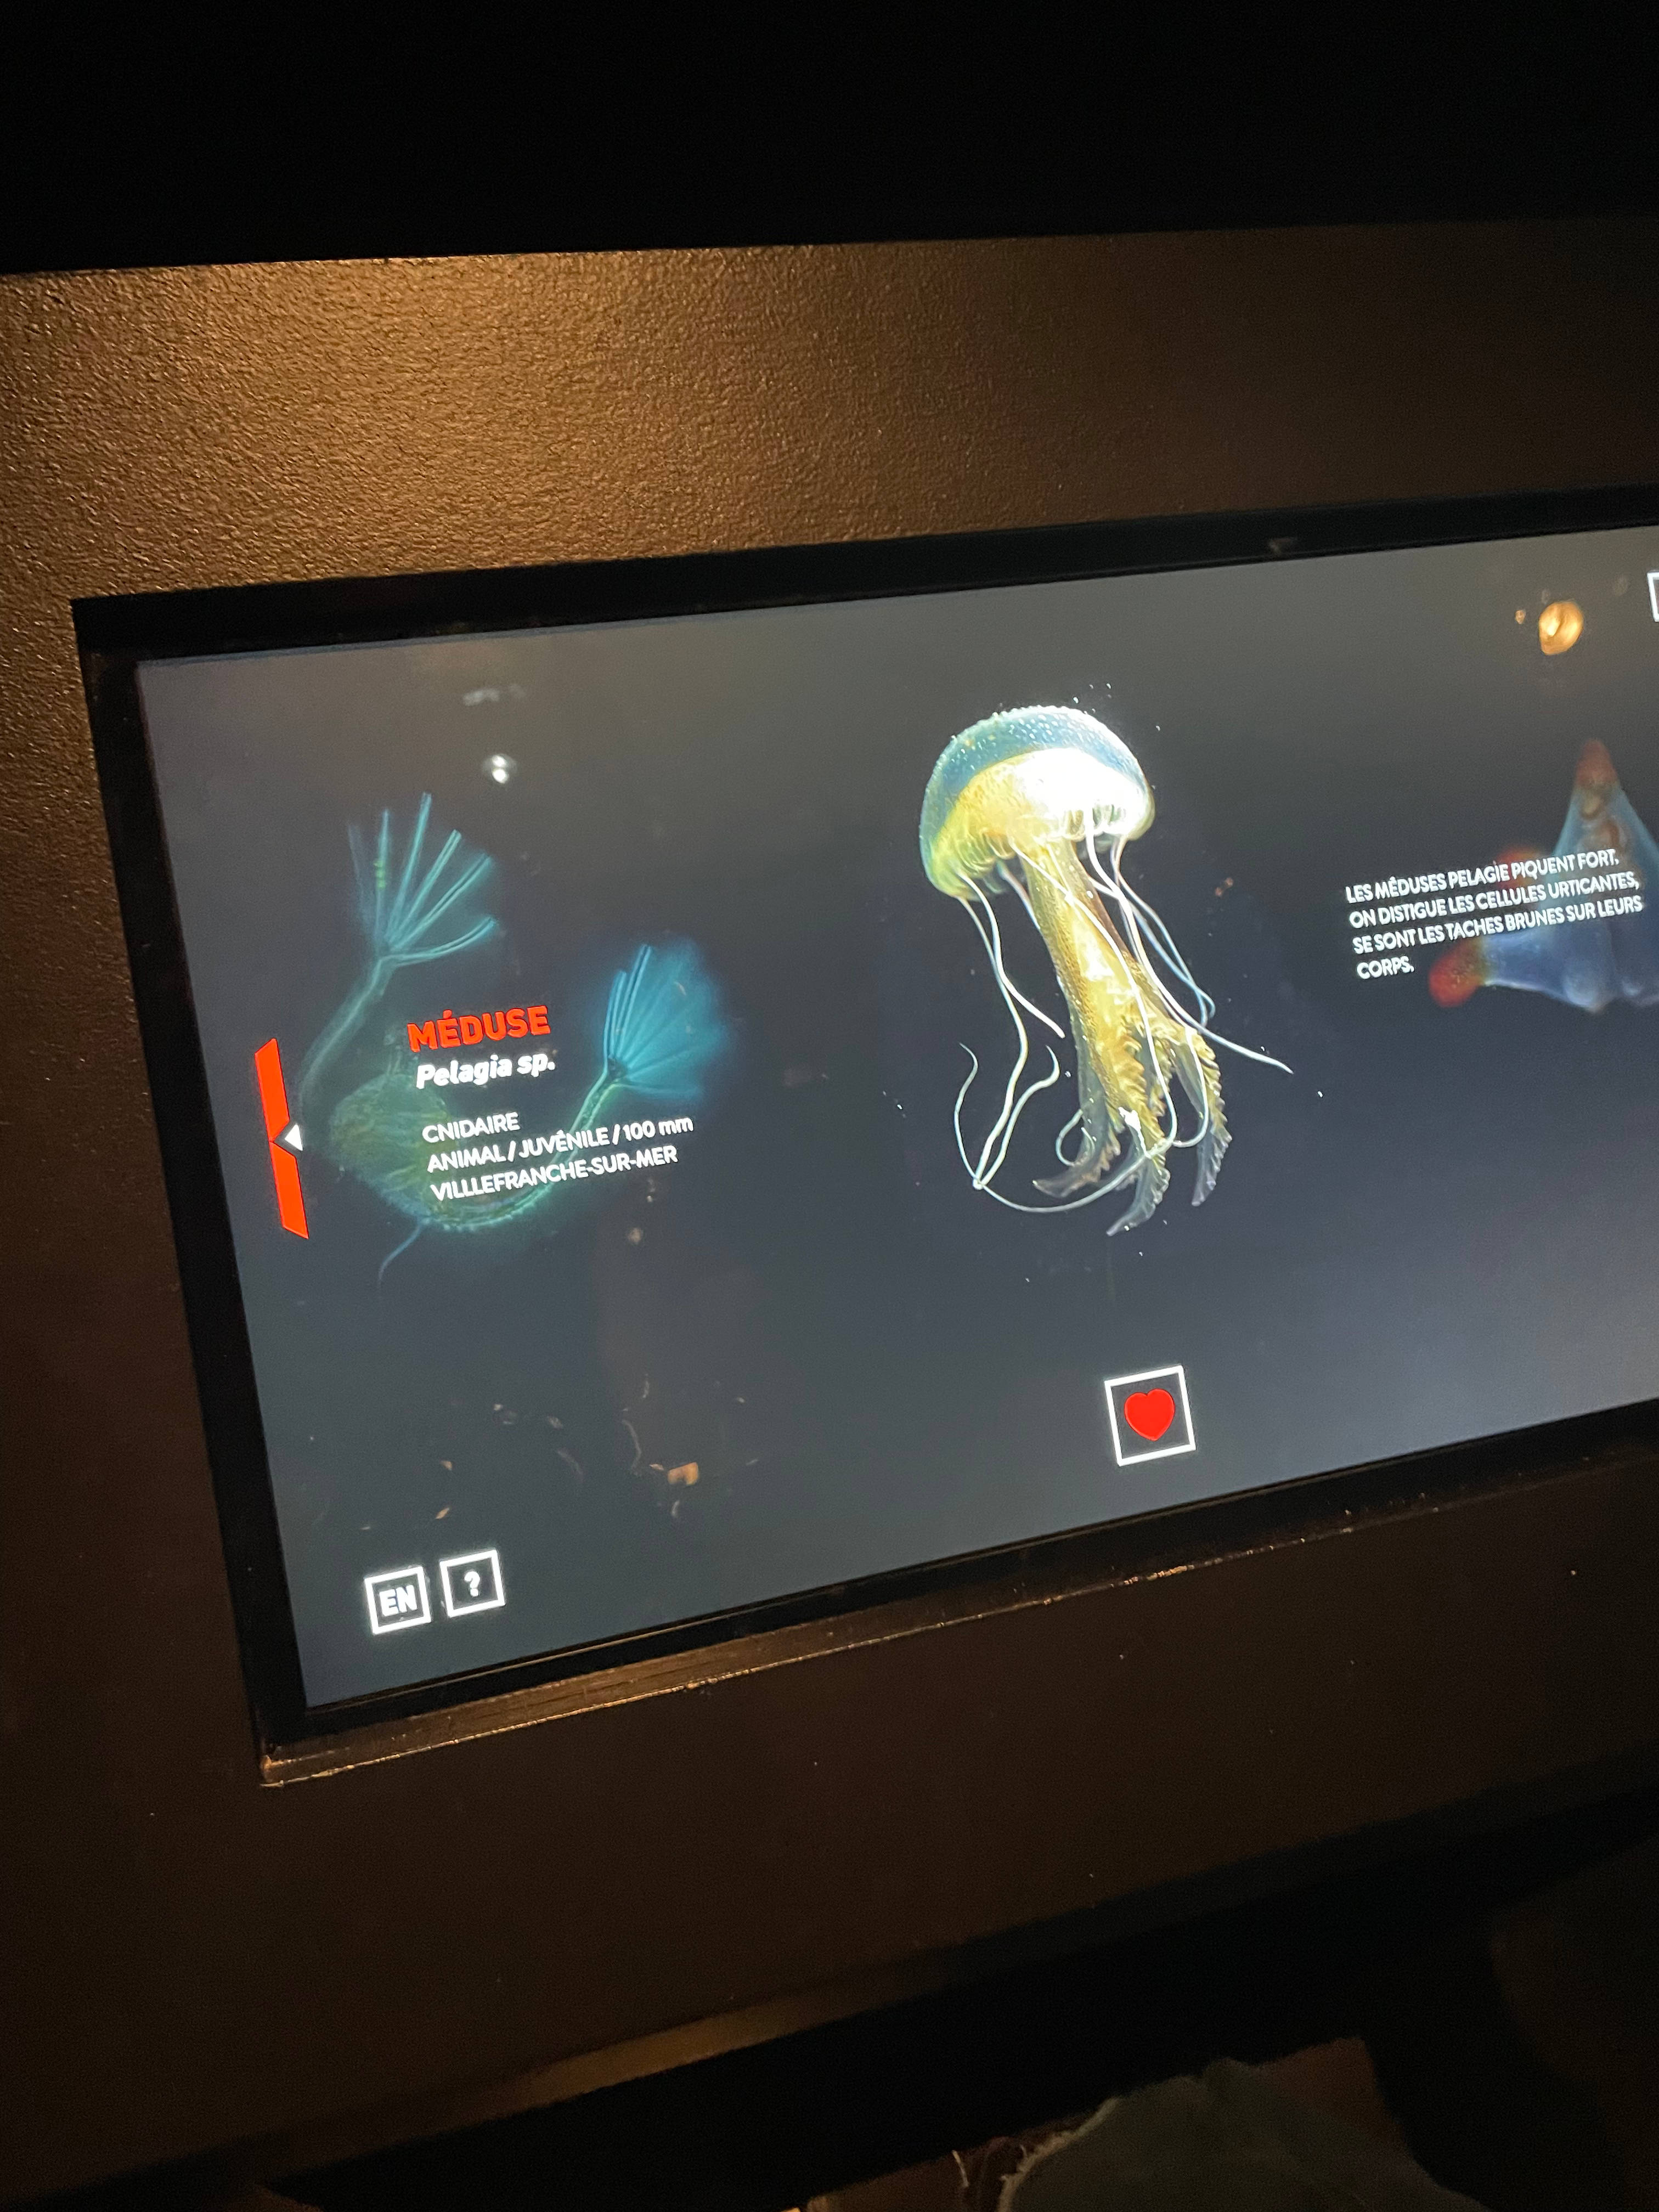 MÉDUSE
Pelagia sp.
CNIDAIRE
ANIMAL / JUVÉNILE / 100 mm
VILLLEFRANCHE-SUR-MER
LES MÉDUSES PELAGIE PIQUENT FORT,
ON DISTIGUE LES CELLULES URTICANTES,
SE SONT LES TACHES BRUNES SUR LEURS
CORPS.
EN ?